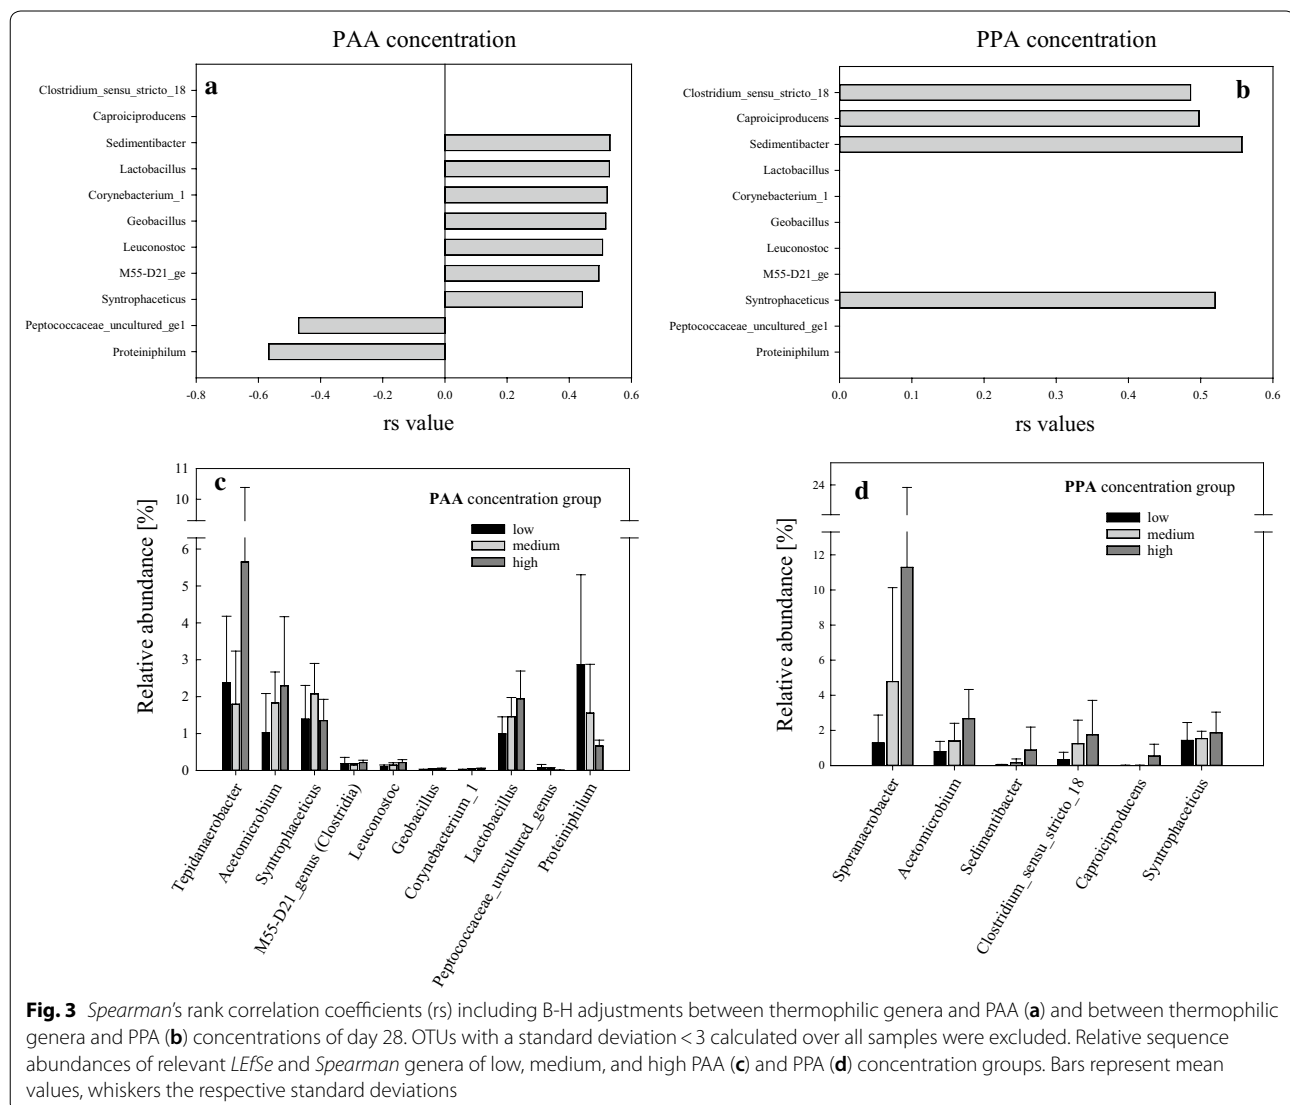 PAA concentration
a
Clostridium_sensu_stricto_18
Caproiciproducens
Sedimentibacter
Lactobacillus
Corynebacterium_1
Geobacillus
Leuconostoc
M55-D21_ge
Syntrophaceticus
Peptococcaceae_uncultured_ge1
Proteiniphilum
-0.8 -0.6 -0.4 -0.2 0.0 0.2 0.4 0.6
rs value
PPA concentration
b
Clostridium_sensu_stricto_18
Caproiciproducens
Sedimentibacter
Lactobacillus
Corynebacterium_1
Geobacillus
Leuconostoc
M55-D21_ge
Syntrophaceticus
Peptococcaceae_uncultured_ge1
Proteiniphilum
0.0 0.1 0.2 0.3 0.4 0.5 0.6
rs values
c
PAA concentration group
low
medium
high
Relative abundance [%]
11
10
6
5
4
3
2
1
0
Tepidanaerobacter
Acetomicrobium
Syntrophaceticus
M55-D21_genus (Clostridia)
Leuconostoc
Geobacillus
Corynebacterium_1
Lactobacillus
Peptococcaceae_uncultured_genus
Proteiniphilum
d
PPA concentration group
low
medium
high
Relative abundance [%]
24
12
10
8
6
4
2
0
Sporanaerobacter
Acetomicrobium
Sedimentibacter
Clostridium_sensu_stricto_18
Caproiciproducens
Syntrophaceticus
Fig. 3 Spearman's rank correlation coefficients (rs) including B-H adjustments between thermophilic genera and PAA (a) and between thermophilic
genera and PPA (b) concentrations of day 28. OTUs with a standard deviation < 3 calculated over all samples were excluded. Relative sequence
abundances of relevant LEfSe and Spearman genera of low, medium, and high PAA (c) and PPA (d) concentration groups. Bars represent mean
values, whiskers the respective standard deviations